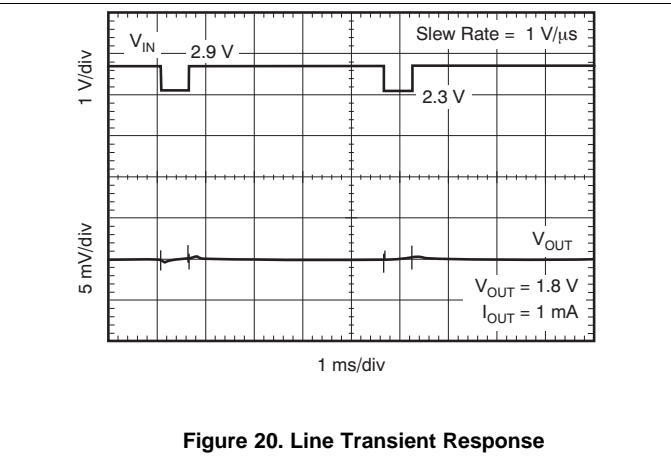 V_IN
2.9 V
Slew Rate = 1 V/μs
1 V/div
2.3 V
5 mV/div
V_OUT
V_OUT = 1.8 V
I_OUT = 1 mA
1 ms/div
Figure 20. Line Transient Response